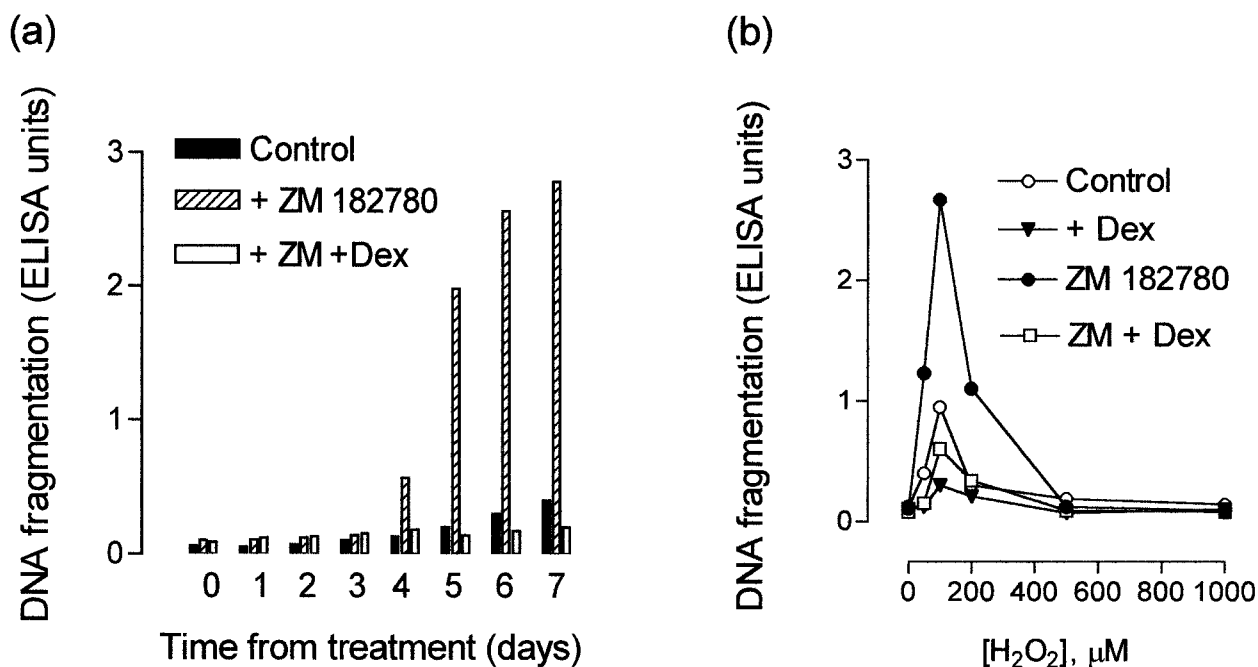 (a)
DNA fragmentation (ELISA units)
3
2
1
0
Control
+ ZM 182780
+ ZM +Dex
0 1 2 3 4 5 6 7
Time from treatment (days)
(b)
DNA fragmentation (ELISA units)
3
2
1
0
Control
+ Dex
ZM 182780
ZM + Dex
0 200 400 600 800 1000
[H₂O₂], μM